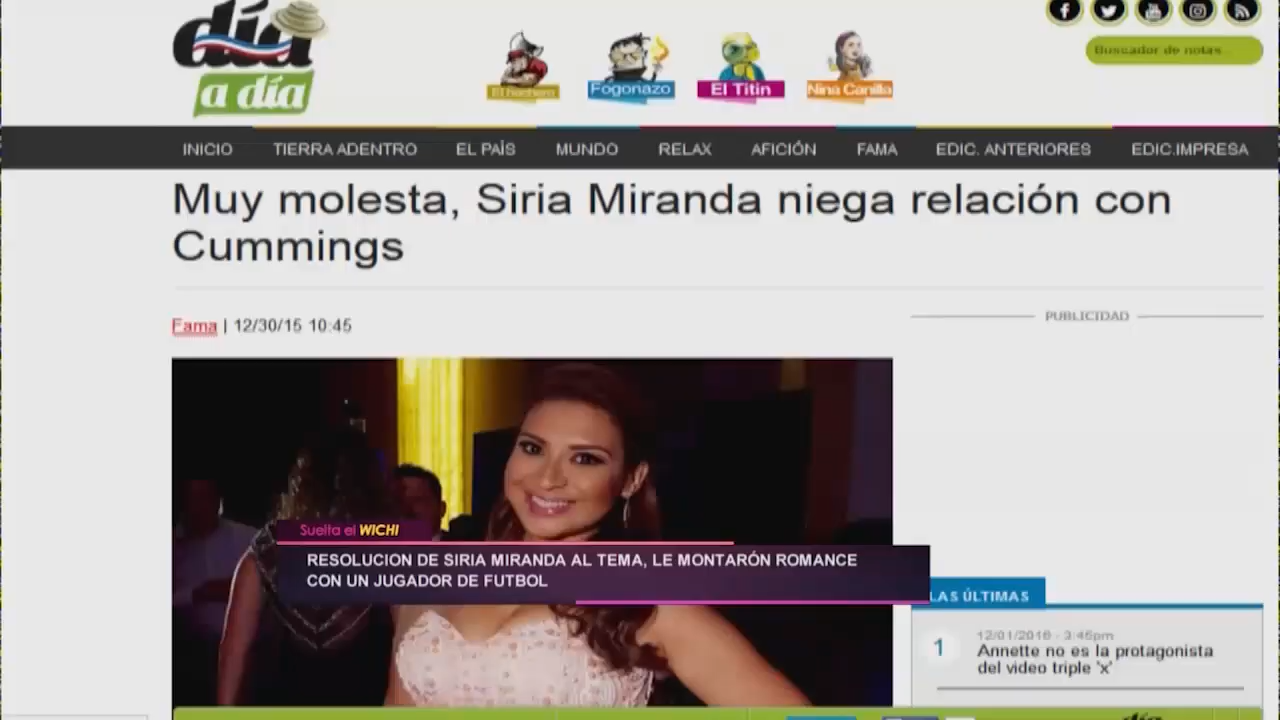 día
a día
El hachero
Fogonazo
El Titín
Nina Canilla
Buscador de notas
INICIO TIERRA ADENTRO EL PAÍS MUNDO RELAX AFICIÓN FAMA EDIC. ANTERIORES EDIC.IMPRESA
Muy molesta, Siria Miranda niega relación con
Cummings
Fama | 12/30/15 10:45
PUBLICIDAD
Suelta el WICHI
RESOLUCION DE SIRIA MIRANDA AL TEMA, LE MONTARÓN ROMANCE
CON UN JUGADOR DE FUTBOL
LAS ÚLTIMAS
1
12/01/2016 - 3:46pm
Annette no es la protagonista
del video triple 'x'